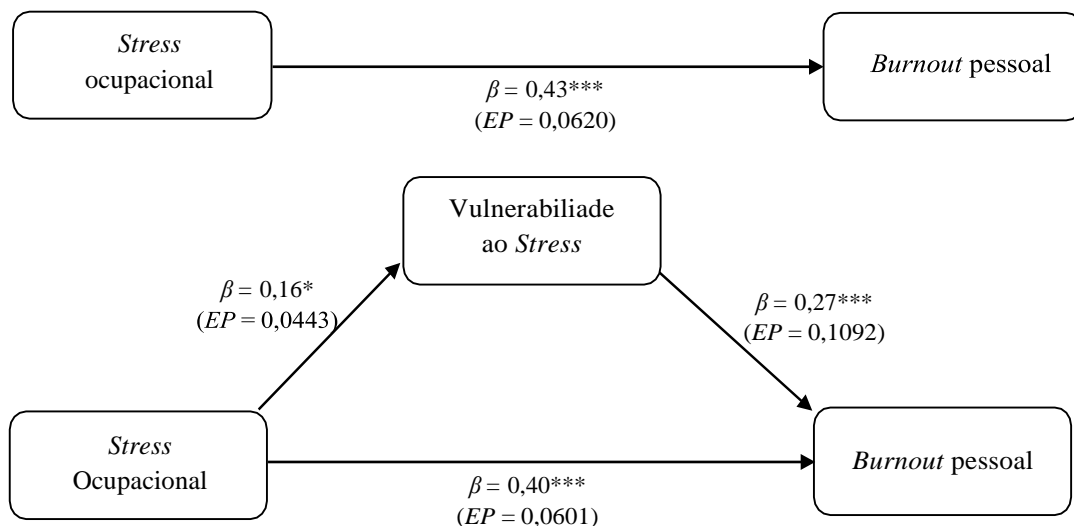 Stress
ocupacional
Burnout pessoal
β = 0,43***
(EP = 0,0620)
Vulnerabiliade
ao Stress
β = 0,16*
(EP = 0,0443)
β = 0,27***
(EP = 0,1092)
Stress
Ocupacional
Burnout pessoal
β = 0,40***
(EP = 0,0601)